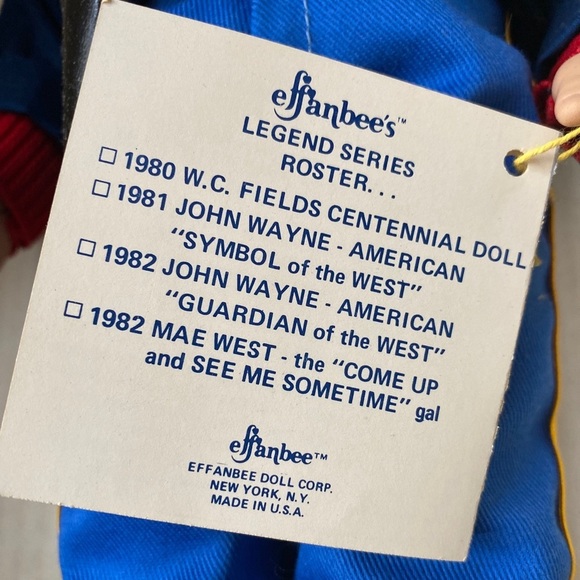 effanbee's™
LEGEND SERIES
ROSTER...
☐ 1980 W.C. FIELDS CENTENNIAL DOLL
☐ 1981 JOHN WAYNE - AMERICAN
"SYMBOL of the WEST"
☐ 1982 JOHN WAYNE - AMERICAN
"GUARDIAN of the WEST"
☐ 1982 MAE WEST - the "COME UP
and SEE ME SOMETIME" gal
effanbee™
EFFANBEE DOLL CORP.
NEW YORK, N.Y.
MADE IN U.S.A.